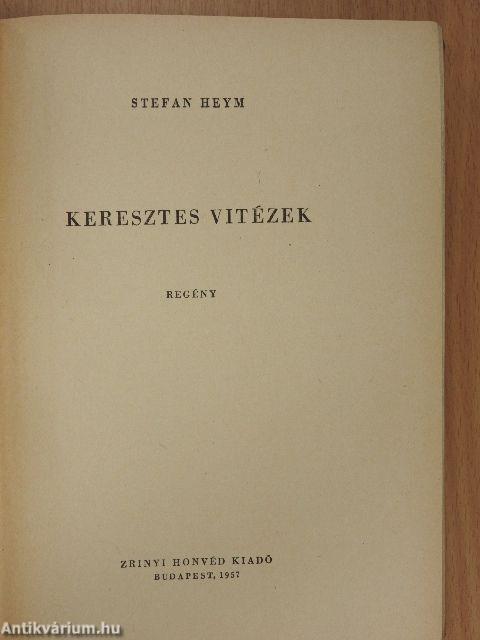 STEFAN HEYM
KERESZTES VITÉZEK
REGÉNY
ZRINYI HONVÉD KIADÓ
BUDAPEST, 1957
Antikvárium.hu